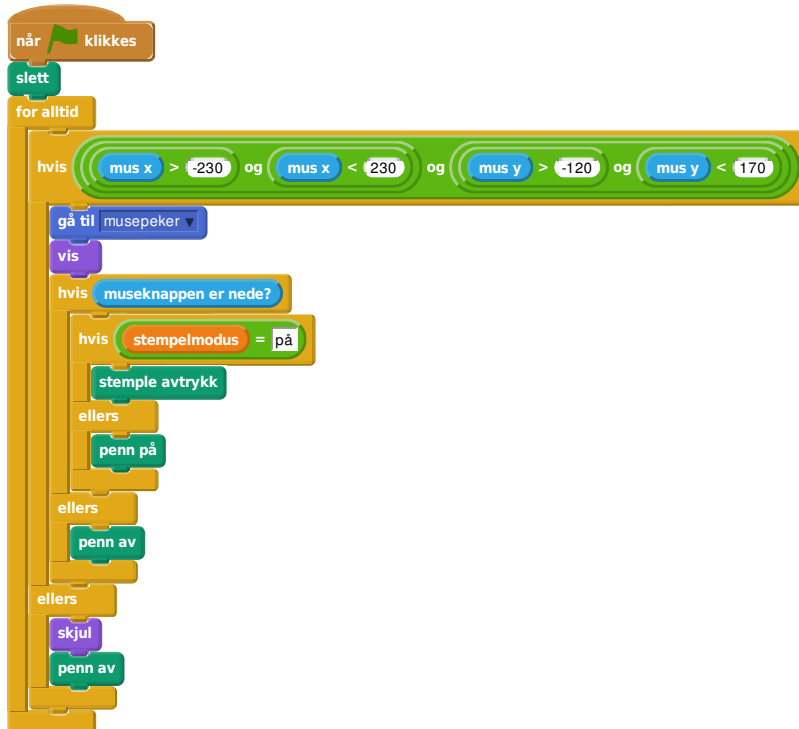 når klikkes
slett
for alltid
hvis mus x > -230 og mus x < 230 og mus y > -120 og mus y < 170
gå til musepeker
vis
hvis museknappen er nede?
hvis stempelmodus = på
stemple avtrykk
ellers
penn på
ellers
penn av
ellers
skjul
penn av